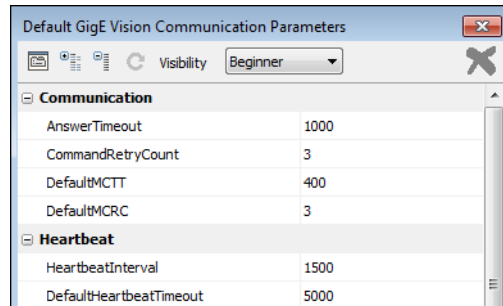 Default GigE Vision Communication Parameters
Visibility Beginner
Communication
AnswerTimeout 1000
CommandRetryCount 3
DefaultMCTT 400
DefaultMCRC 3
Heartbeat
HeartbeatInterval 1500
DefaultHeartbeatTimeout 5000